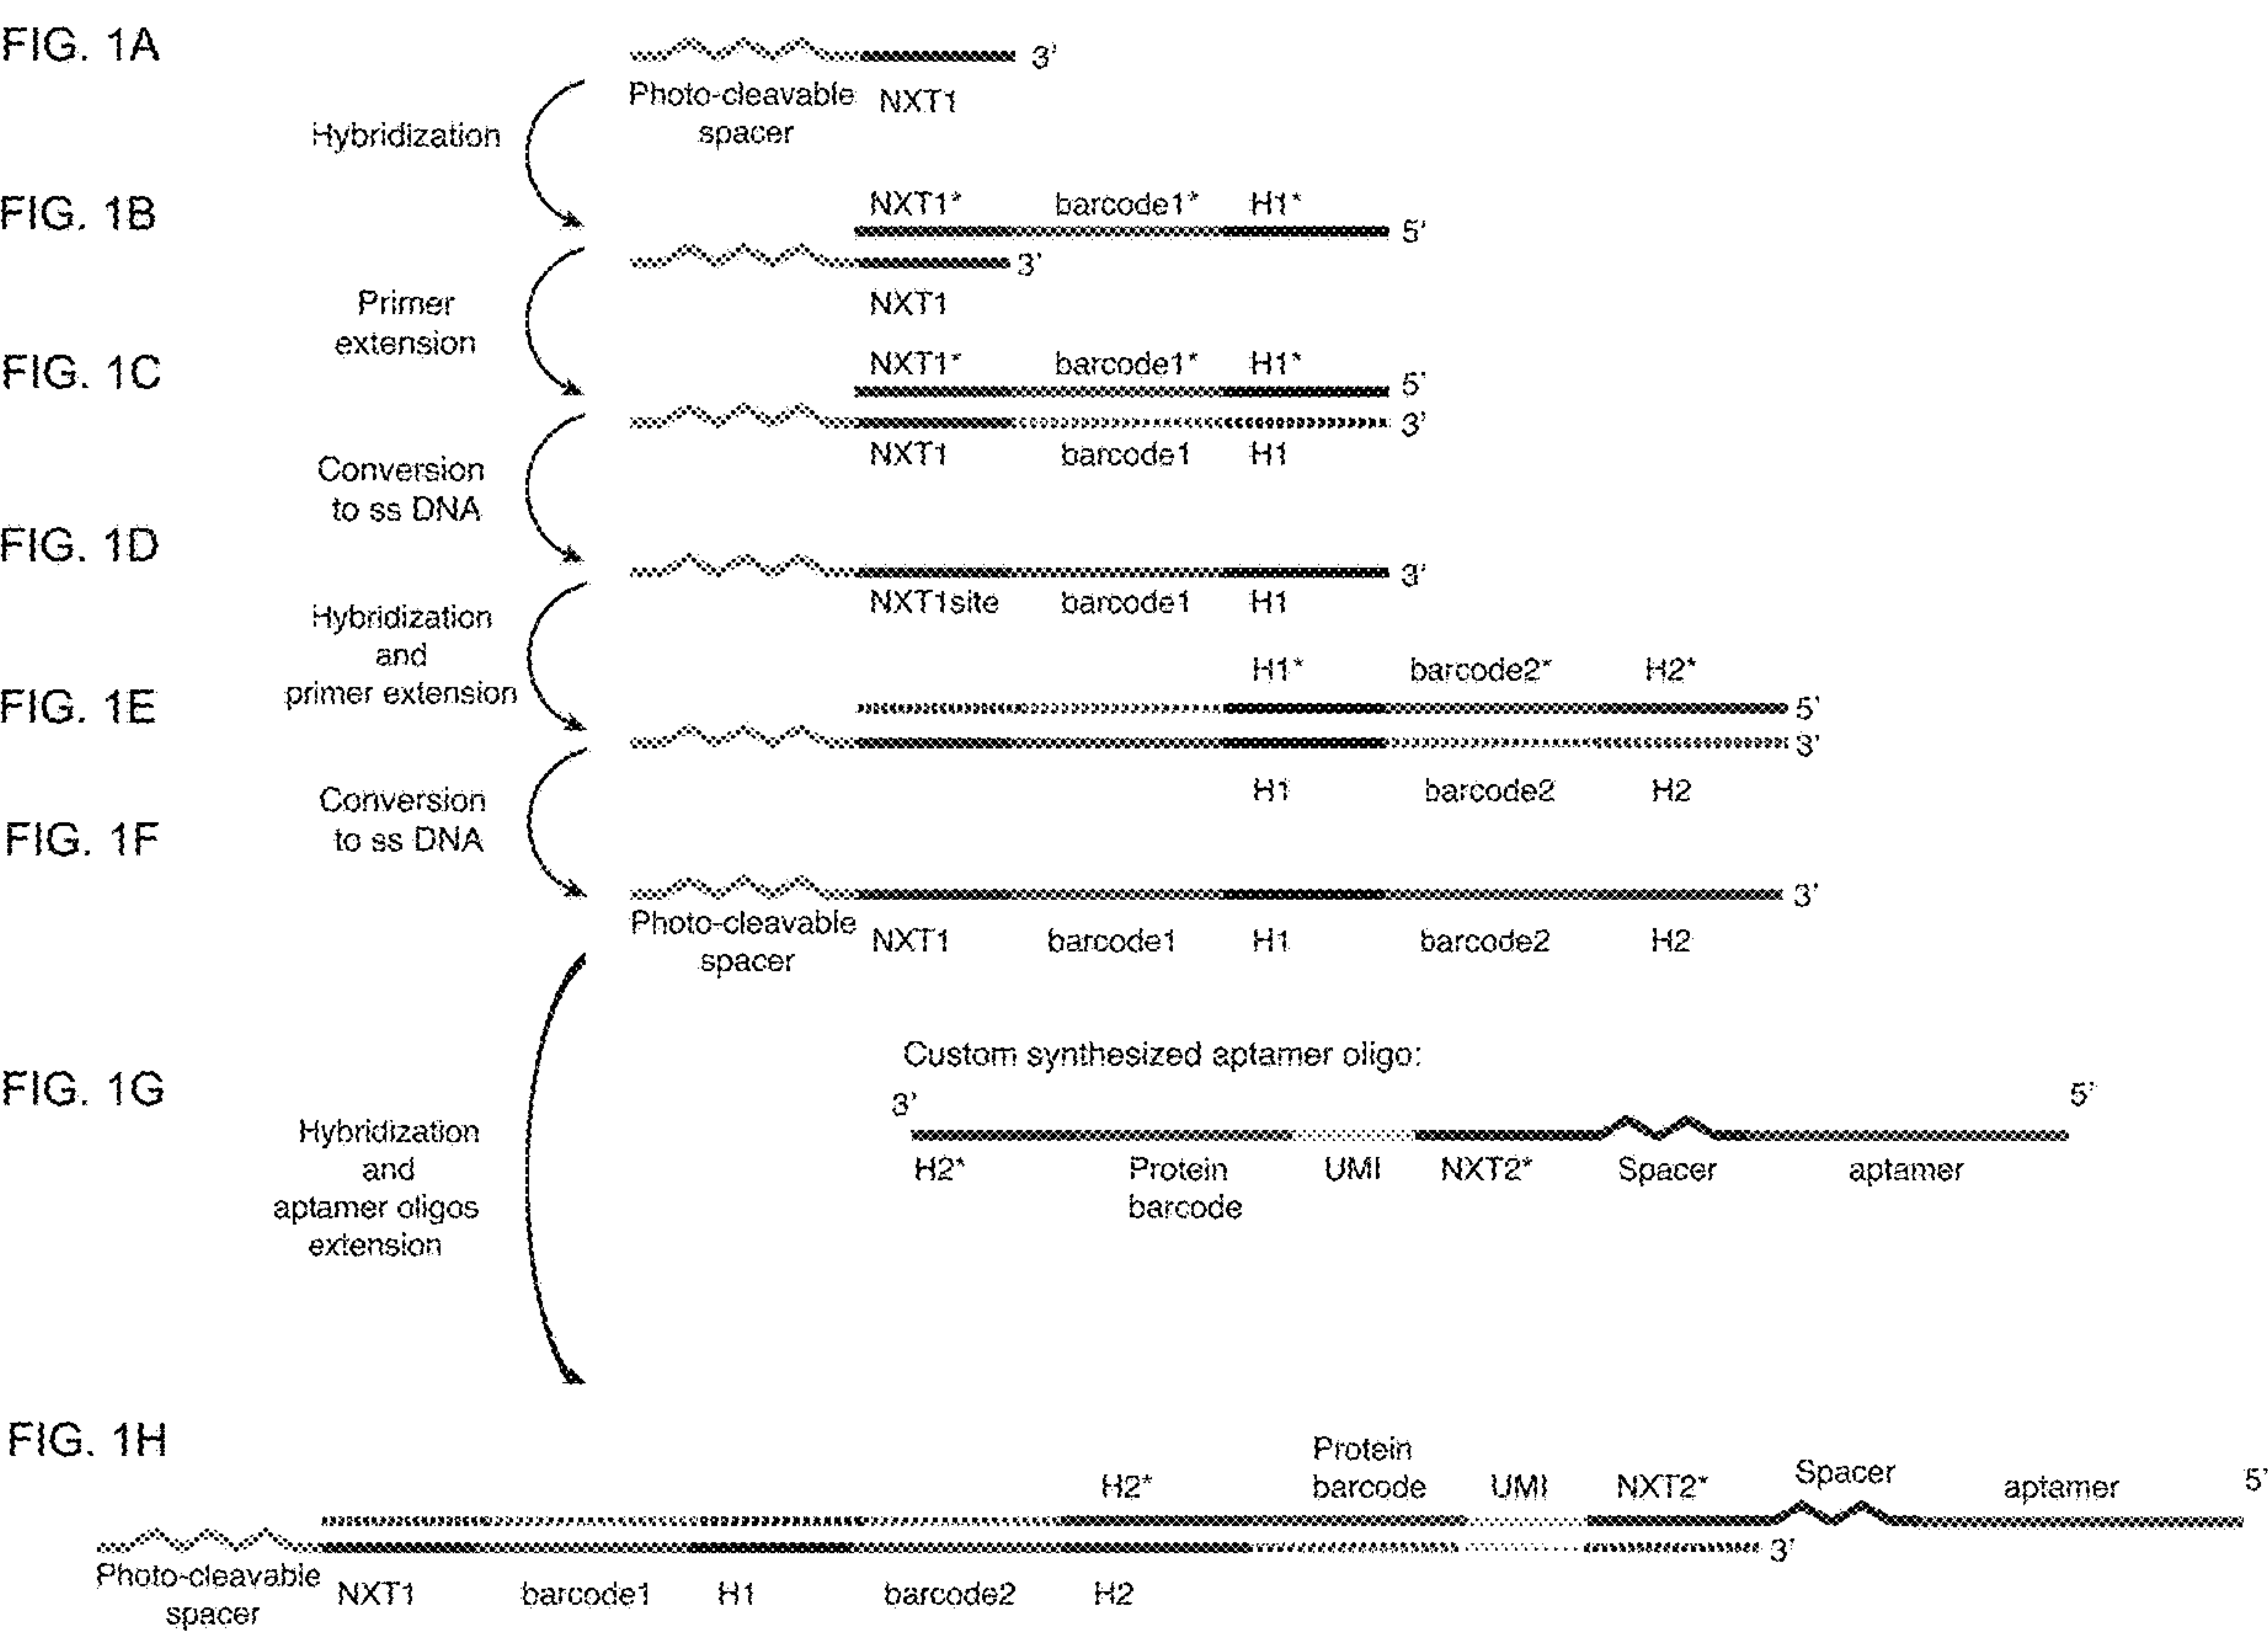 FIG. 1A
3'
Photo-cleavable
spacer
NXT1
Hybridization
FIG. 1B
NXT1*
barcode1*
H1*
5'
3'
NXT1
Primer
extension
FIG. 1C
NXT1*
barcode1*
H1*
5'
3'
NXT1
barcode1
H1
Conversion
to ss DNA
FIG. 1D
3'
NXT1site
barcode1
H1
Hybridization
and
primer extension
FIG. 1E
H1*
barcode2*
H2*
5'
3'
H1
barcode2
H2
Conversion
to ss DNA
FIG. 1F
3'
Photo-cleavable
spacer
NXT1
barcode1
H1
barcode2
H2
FIG. 1G
Custom synthesized aptamer oligo:
3'
5'
H2*
Protein
barcode
UMI
NXT2*
Spacer
aptamer
Hybridization
and
aptamer oligos
extension
FIG. 1H
H2*
Protein
barcode
UMI
NXT2*
Spacer
aptamer
5'
3'
Photo-cleavable
spacer
NXT1
barcode1
H1
barcode2
H2